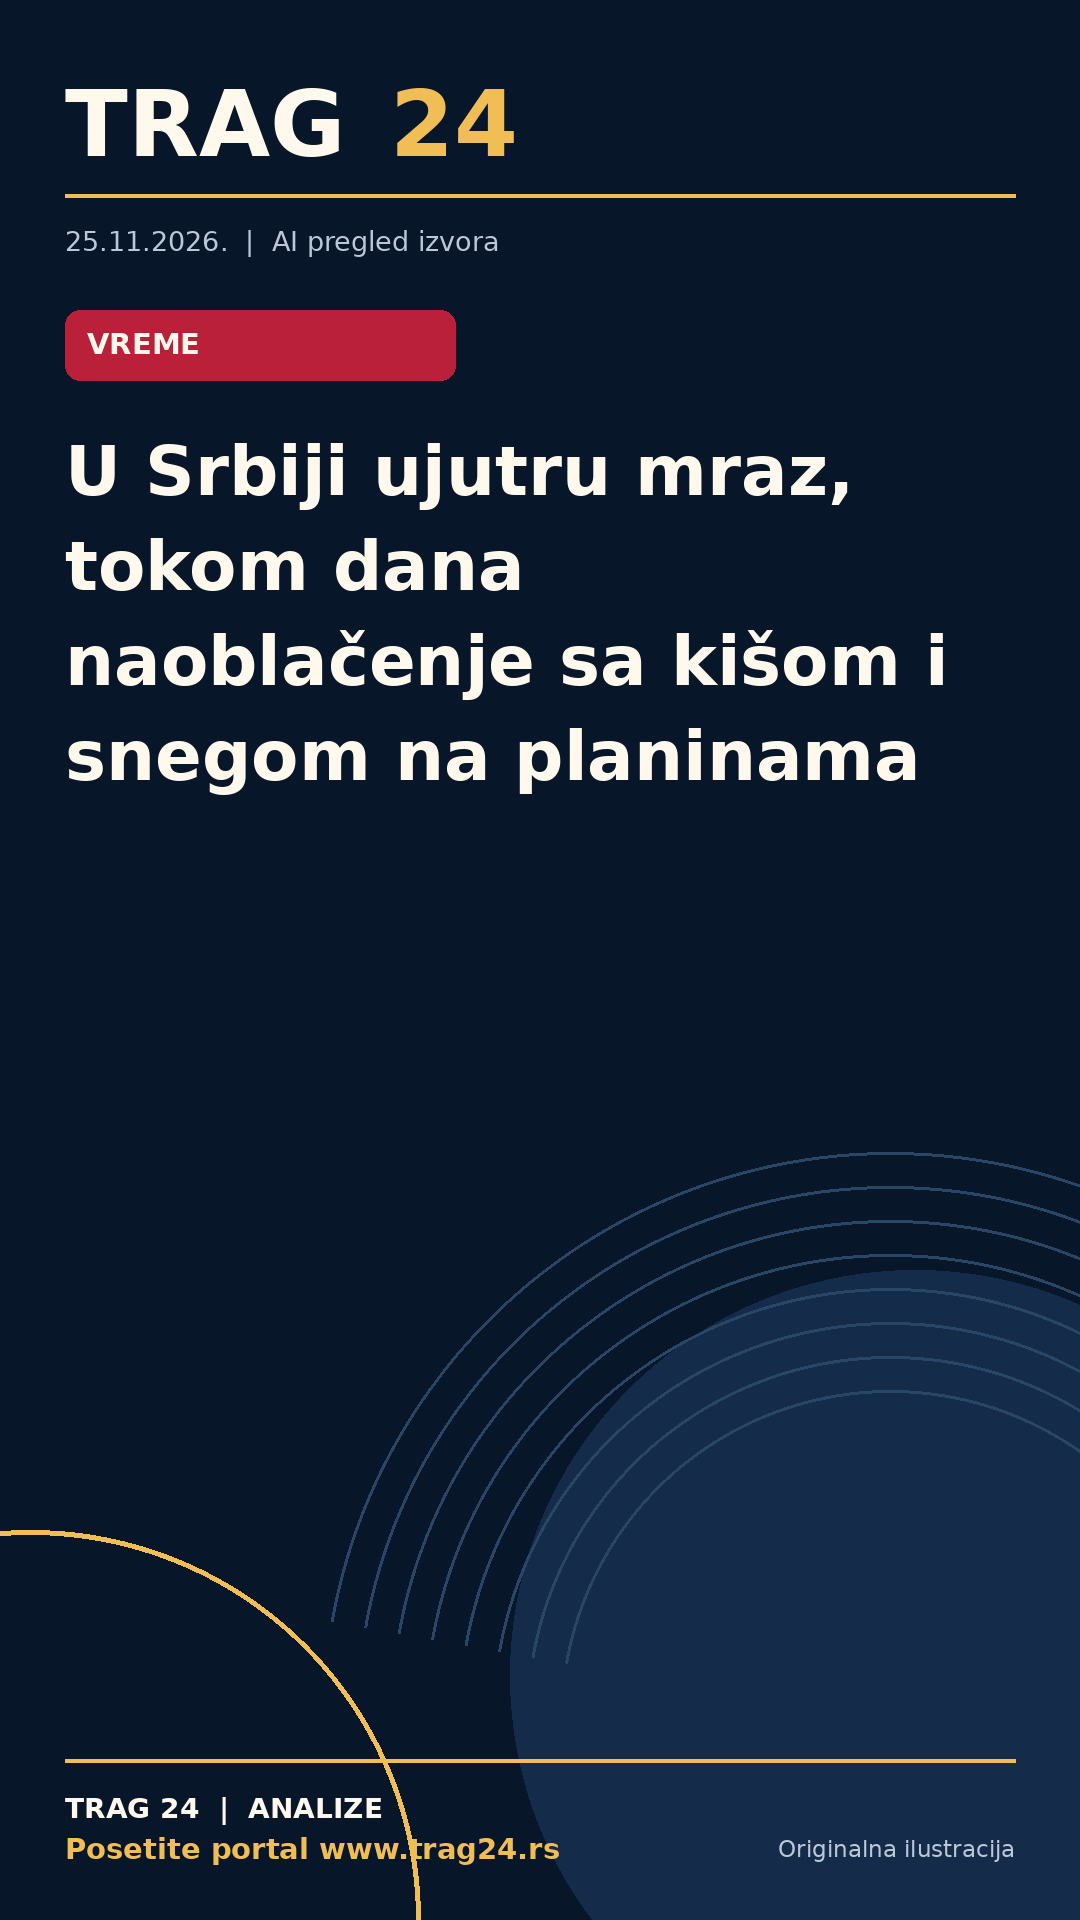 TRAG 24
25.11.2026. | AI pregled izvora
VREME
U Srbiji ujutru mraz,
tokom dana
naoblačenje sa kišom i
snegom na planinama
TRAG 24 | ANALIZE
Posetite portal www.trag24.rs
Originalna ilustracija